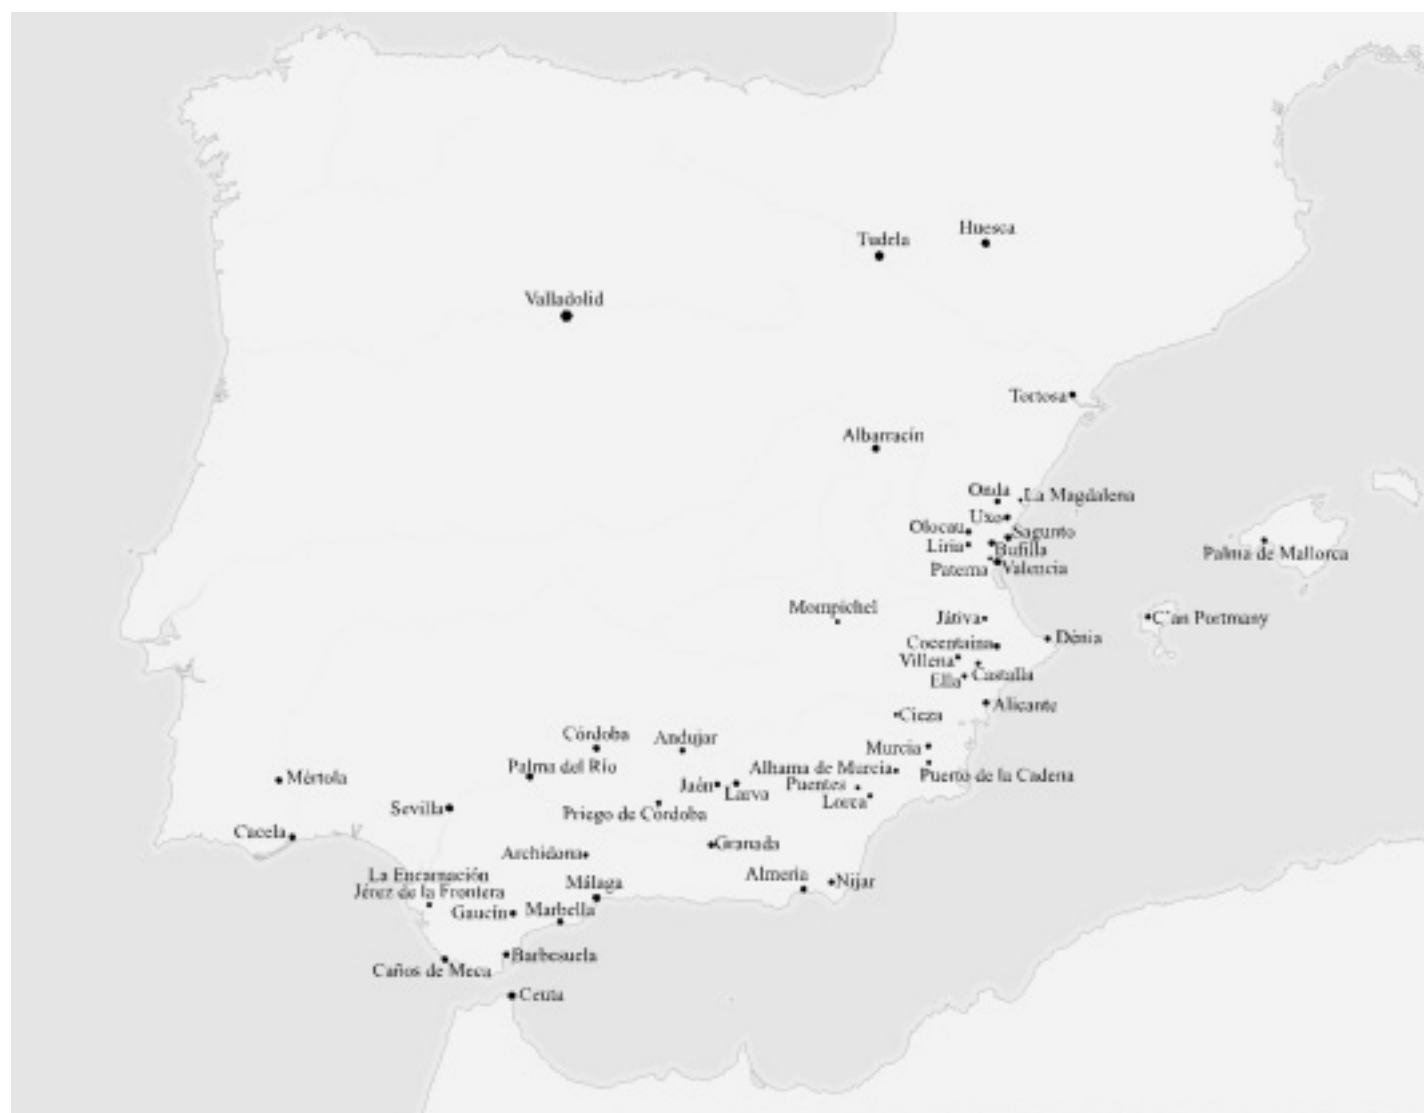 Huesca
Tudela
Valladolid
Tortosa
Albarracín
Onda
La Magdalena
Uxo
Olocau
Sagunto
Liria
Bufilla
Palma de Mallorca
Paterna
Valencia
Mompichel
Játiva
C'an Portmany
Dénia
Cocentaina
Villena
Castalla
Ella
Alicante
Cieza
Córdoba
Andujar
Murcia
Palma del Río
Alhama de Murcia
Puerto de la Cadena
Mértola
Jaén
Larva
Puentes
Lorca
Sevilla
Priego de Córdoba
Cacela
Granada
Archidona
La Encarnación
Jérez de la Frontera
Málaga
Almería
Nijar
Gaucín
Marbella
Barbesuela
Caños de Meca
Ceuta